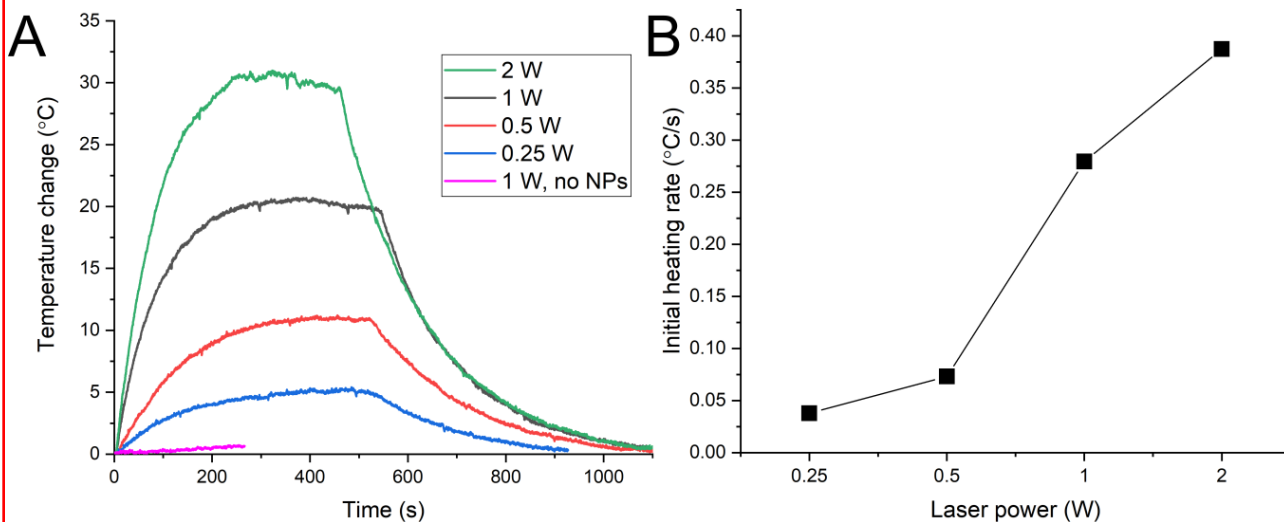 A
35
30
25
20
15
10
5
0
Temperature change (°C)
0
200
400
600
800
1000
Time (s)
2 W
1 W
0.5 W
0.25 W
1 W, no NPs
B
0.40
0.35
0.30
0.25
0.20
0.15
0.10
0.05
0.00
Initial heating rate (°C/s)
0.25
0.5
1
2
Laser power (W)